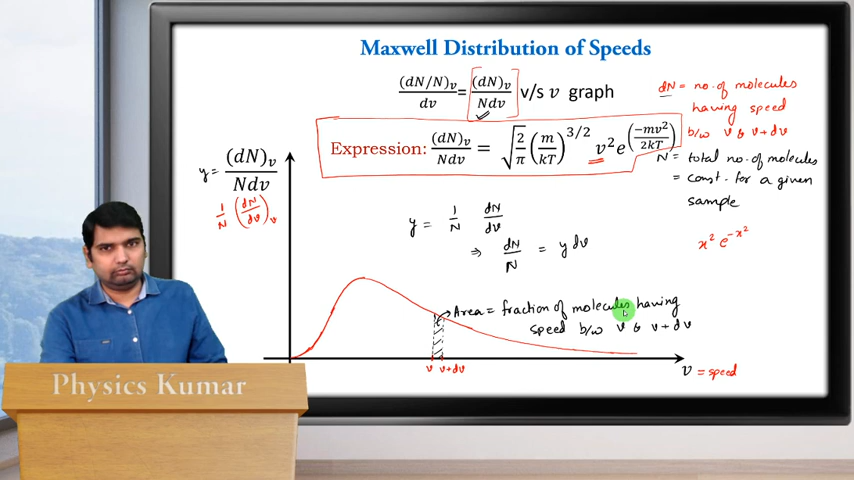 Maxwell Distribution of Speeds
(dN/N)ᵥ/dv = (dN)ᵥ/Ndv v/s v graph
Expression: (dN)ᵥ/Ndv = √(2/π) (m/kT)^3/2 v² e^(-mv²/2kT)
dN = no. of molecules
having speed
b/w v & v+dv
N = total no. of molecules
= const. for a given
sample
x² e^-x²
y = (dN)ᵥ/Ndv
1/N (dN/dv)ᵥ
y = 1/N dN/dv
⇒ dN/N = y dv
Area = fraction of molecules having
speed b/w v & v+dv
v v+dv
v = speed
Physics Kumar